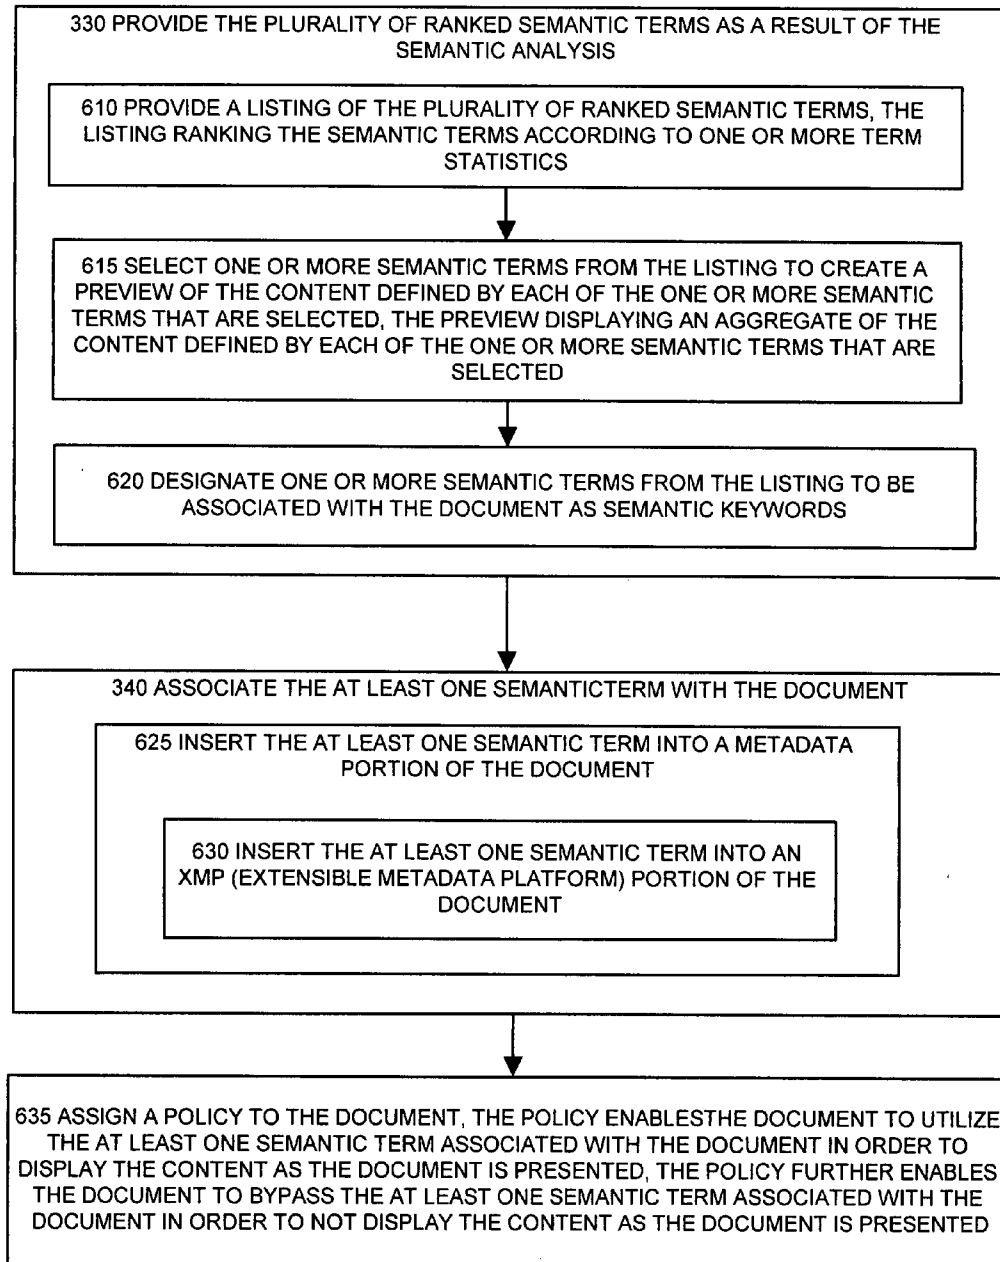 330 PROVIDE THE PLURALITY OF RANKED SEMANTIC TERMS AS A RESULT OF THE
SEMANTIC ANALYSIS
610 PROVIDE A LISTING OF THE PLURALITY OF RANKED SEMANTIC TERMS, THE
LISTING RANKING THE SEMANTIC TERMS ACCORDING TO ONE OR MORE TERM
STATISTICS
615 SELECT ONE OR MORE SEMANTIC TERMS FROM THE LISTING TO CREATE A
PREVIEW OF THE CONTENT DEFINED BY EACH OF THE ONE OR MORE SEMANTIC
TERMS THAT ARE SELECTED, THE PREVIEW DISPLAYING AN AGGREGATE OF THE
CONTENT DEFINED BY EACH OF THE ONE OR MORE SEMANTIC TERMS THAT ARE
SELECTED
620 DESIGNATE ONE OR MORE SEMANTIC TERMS FROM THE LISTING TO BE
ASSOCIATED WITH THE DOCUMENT AS SEMANTIC KEYWORDS
340 ASSOCIATE THE AT LEAST ONE SEMANTICTERM WITH THE DOCUMENT
625 INSERT THE AT LEAST ONE SEMANTIC TERM INTO A METADATA
PORTION OF THE DOCUMENT
630 INSERT THE AT LEAST ONE SEMANTIC TERM INTO AN
XMP (EXTENSIBLE METADATA PLATFORM) PORTION OF THE
DOCUMENT
635 ASSIGN A POLICY TO THE DOCUMENT, THE POLICY ENABLESTHE DOCUMENT TO UTILIZE
THE AT LEAST ONE SEMANTIC TERM ASSOCIATED WITH THE DOCUMENT IN ORDER TO
DISPLAY THE CONTENT AS THE DOCUMENT IS PRESENTED, THE POLICY FURTHER ENABLES
THE DOCUMENT TO BYPASS THE AT LEAST ONE SEMANTIC TERM ASSOCIATED WITH THE
DOCUMENT IN ORDER TO NOT DISPLAY THE CONTENT AS THE DOCUMENT IS PRESENTED